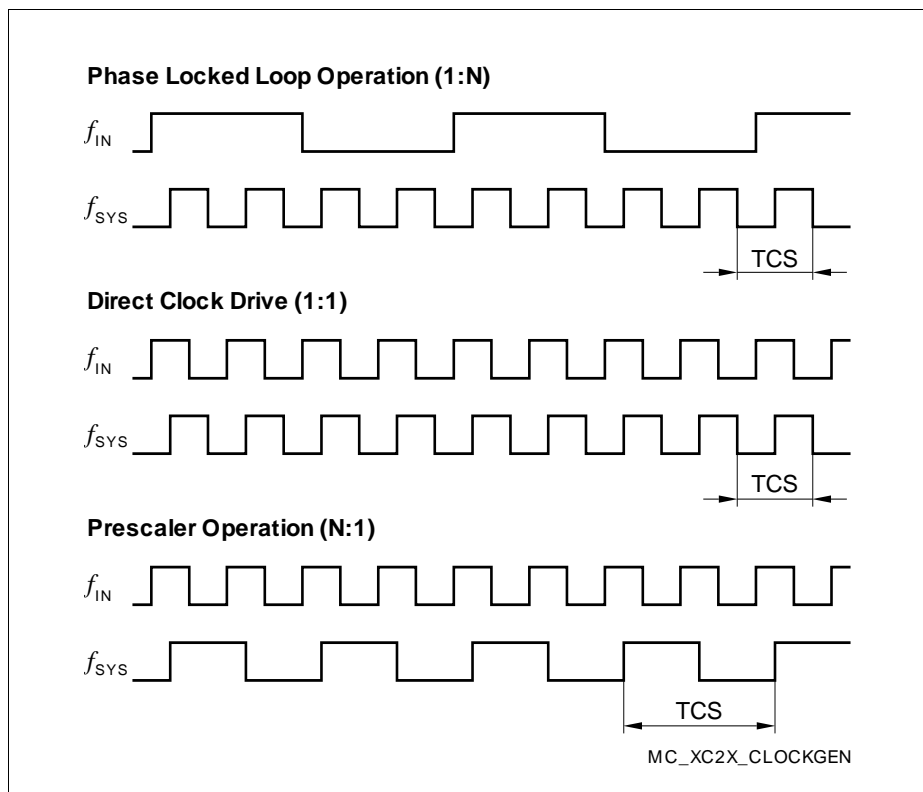 Phase Locked Loop Operation (1:N)
fIN
fSYS
TCS
Direct Clock Drive (1:1)
fIN
fSYS
TCS
Prescaler Operation (N:1)
fIN
fSYS
TCS
MC_XC2X_CLOCKGEN